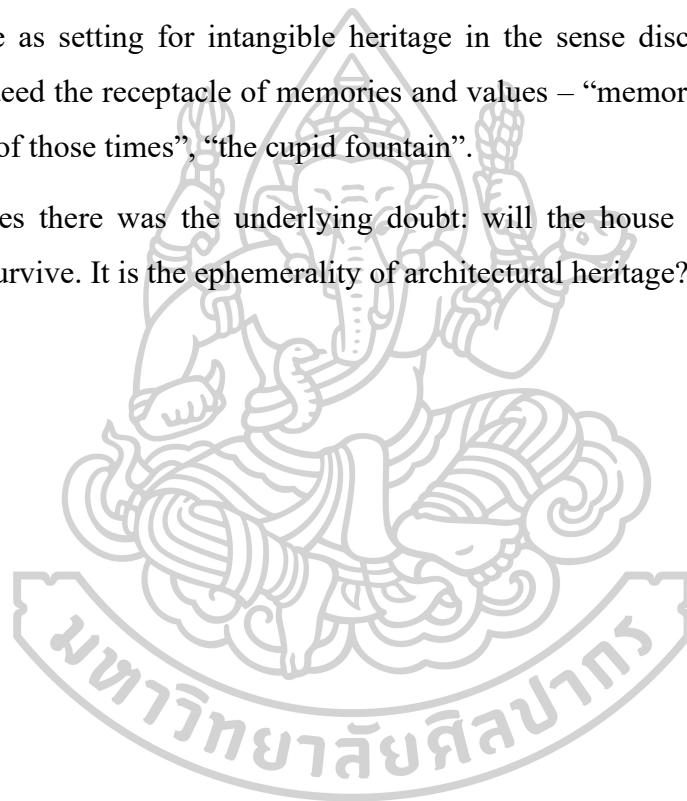 e as setting for intangible heritage in the sense disc
eed the receptacle of memories and values – “memor
of those times”, “the cupid fountain”.
es there was the underlying doubt: will the house
urvive. It is the ephemerality of architectural heritage?
มหาวิทยาลัยศิลปากร